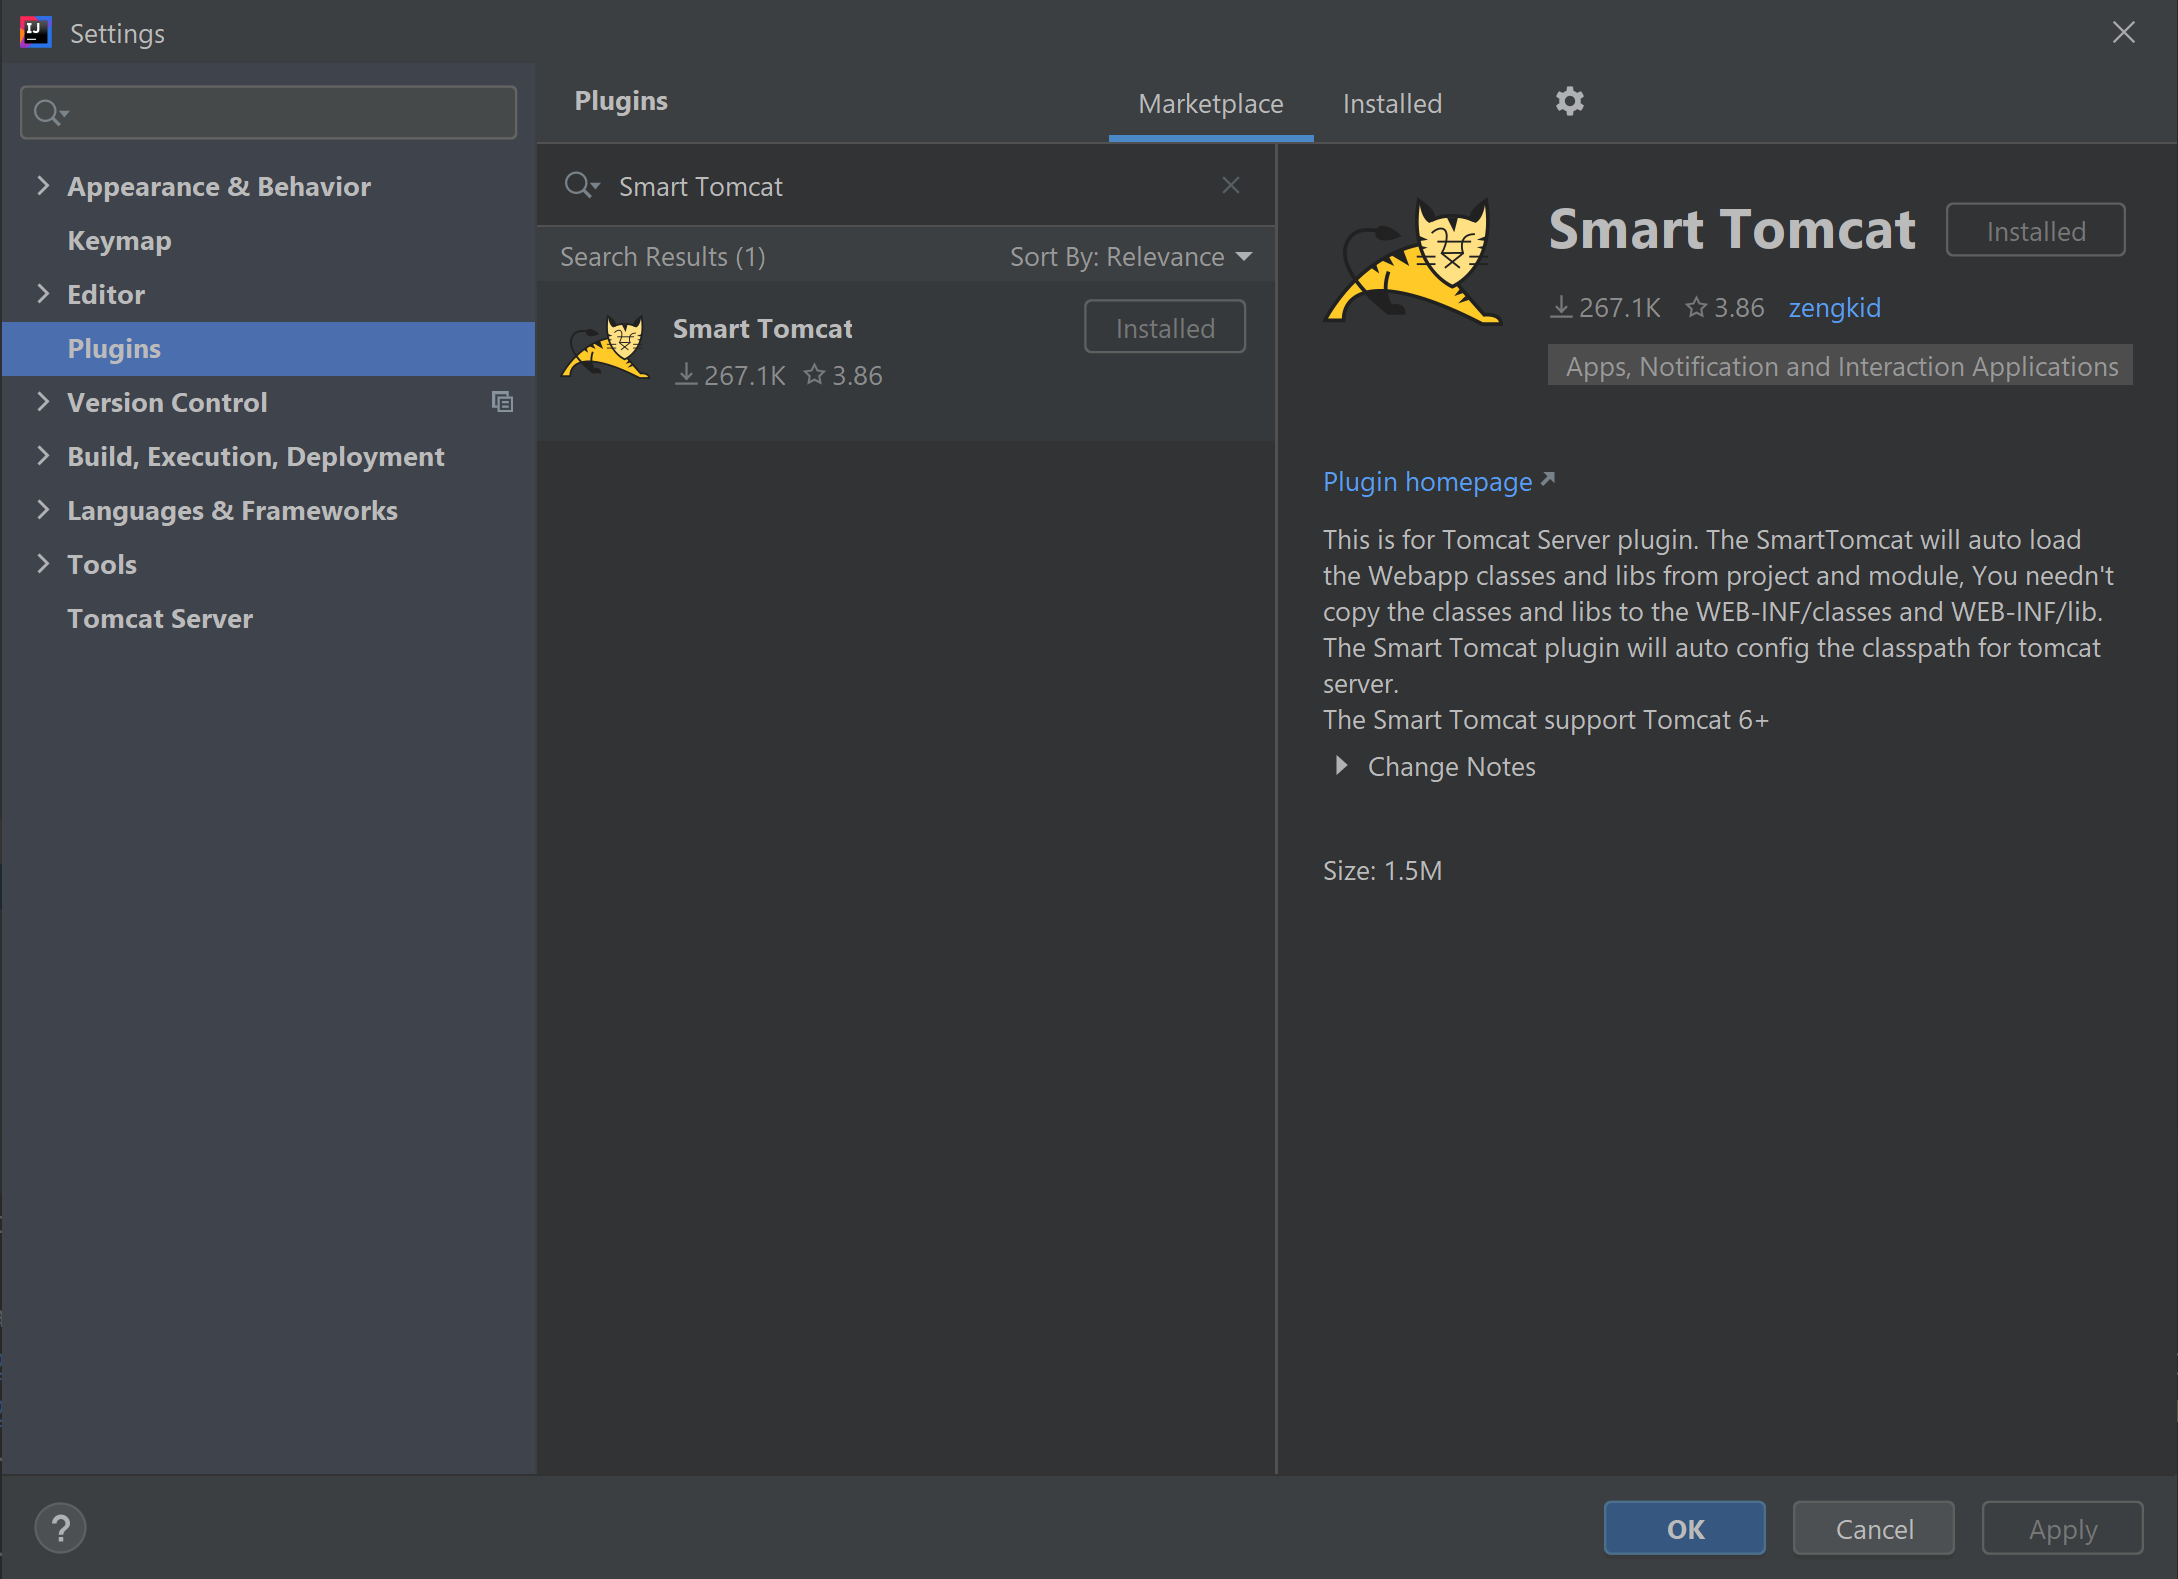 Settings
Plugins
Marketplace
Installed
Appearance & Behavior
Keymap
Editor
Plugins
Version Control
Build, Execution, Deployment
Languages & Frameworks
Tools
Tomcat Server
Smart Tomcat
Search Results (1)
Sort By: Relevance
Smart Tomcat
Installed
267.1K
3.86
Smart Tomcat
Installed
267.1K
3.86
zengkid
Apps, Notification and Interaction Applications
Plugin homepage
This is for Tomcat Server plugin. The SmartTomcat will auto load
the Webapp classes and libs from project and module, You needn't
copy the classes and libs to the WEB-INF/classes and WEB-INF/lib.
The Smart Tomcat plugin will auto config the classpath for tomcat
server.
The Smart Tomcat support Tomcat 6+
Change Notes
Size: 1.5M
?
OK
Cancel
Apply